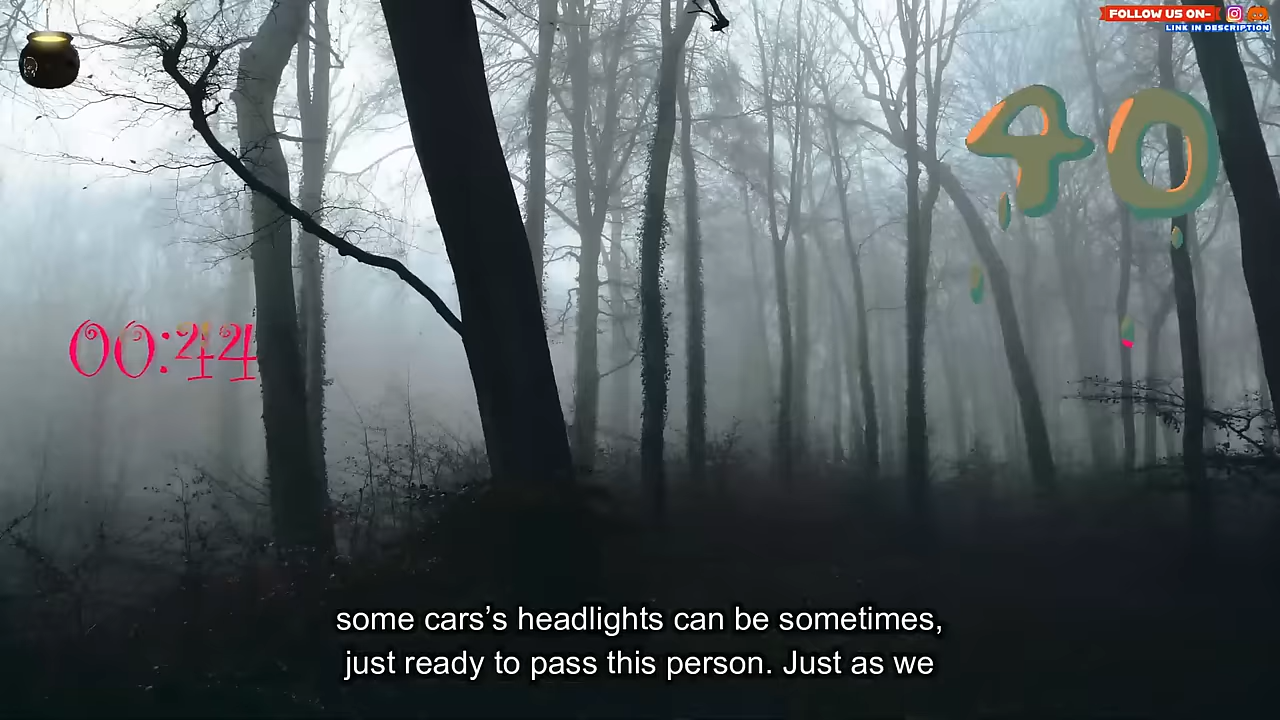 FOLLOW US ON-
LINK IN DESCRIPTION
40
00:44
some cars’s headlights can be sometimes,
just ready to pass this person. Just as we